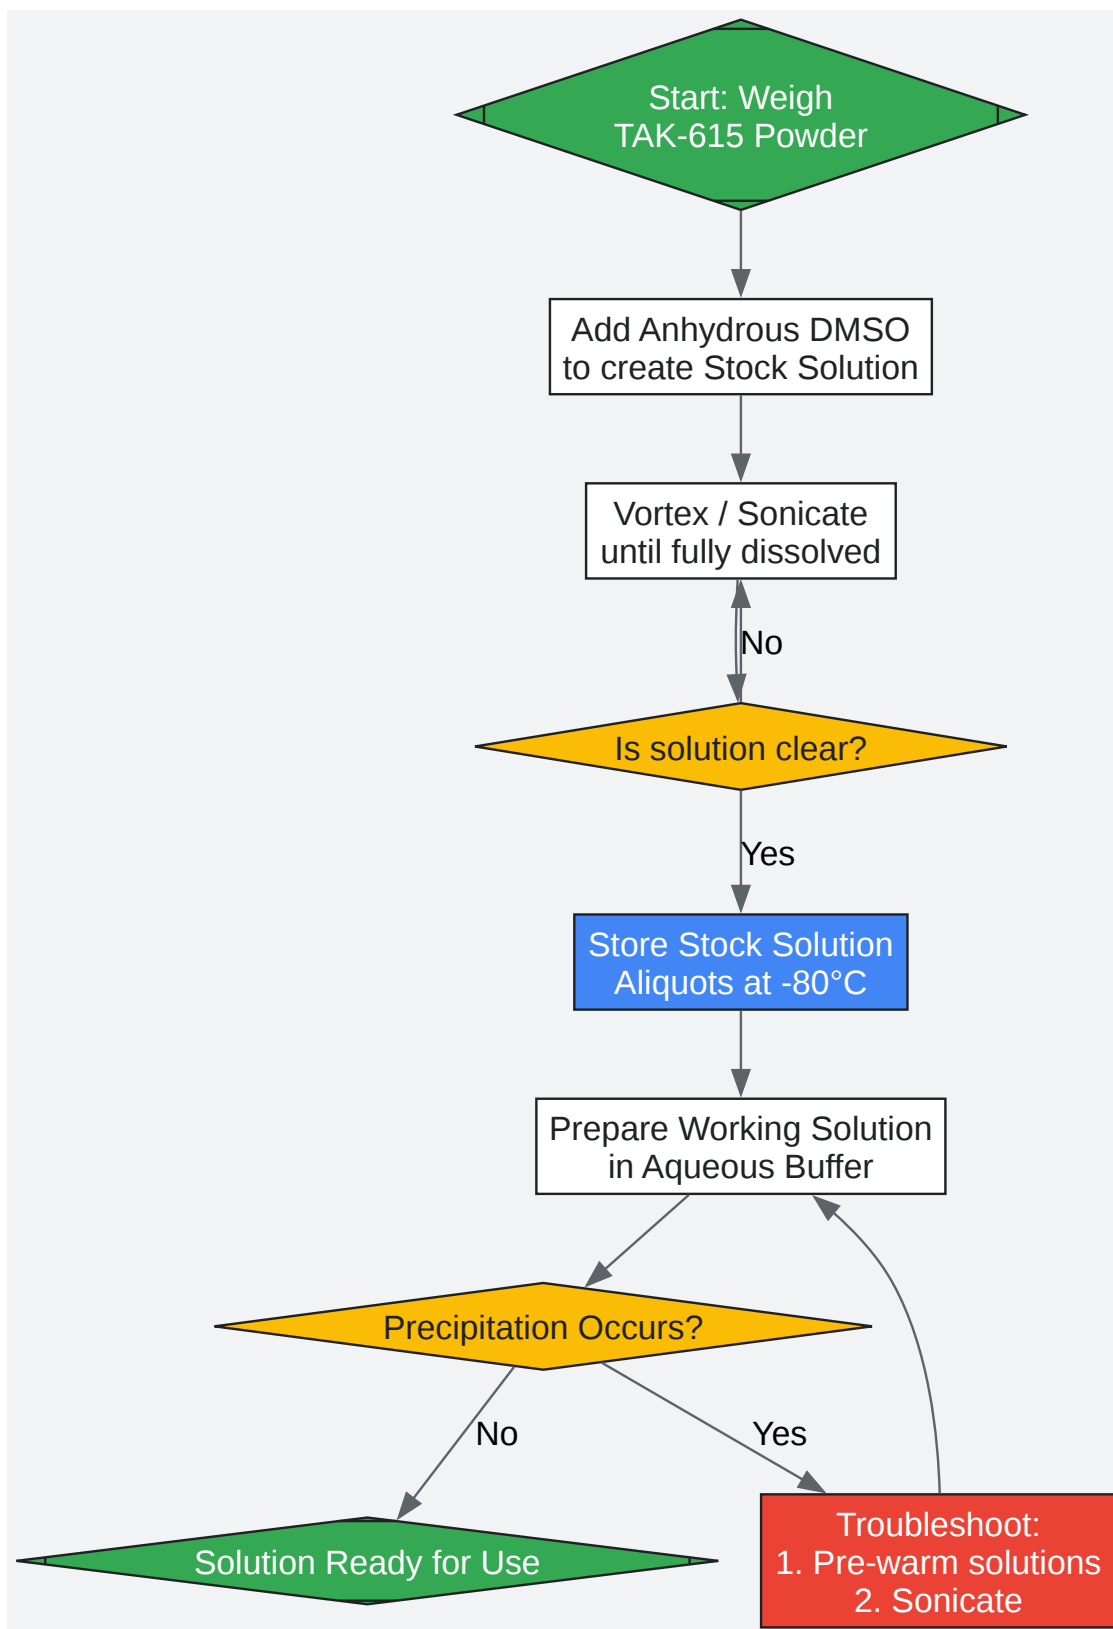 Start: Weigh
TAK-615 Powder
Add Anhydrous DMSO
to create Stock Solution
Vortex / Sonicate
until fully dissolved
No
Is solution clear?
Yes
Store Stock Solution
Aliquots at -80°C
Prepare Working Solution
in Aqueous Buffer
Precipitation Occurs?
No
Yes
Solution Ready for Use
Troubleshoot:
1. Pre-warm solutions
2. Sonicate